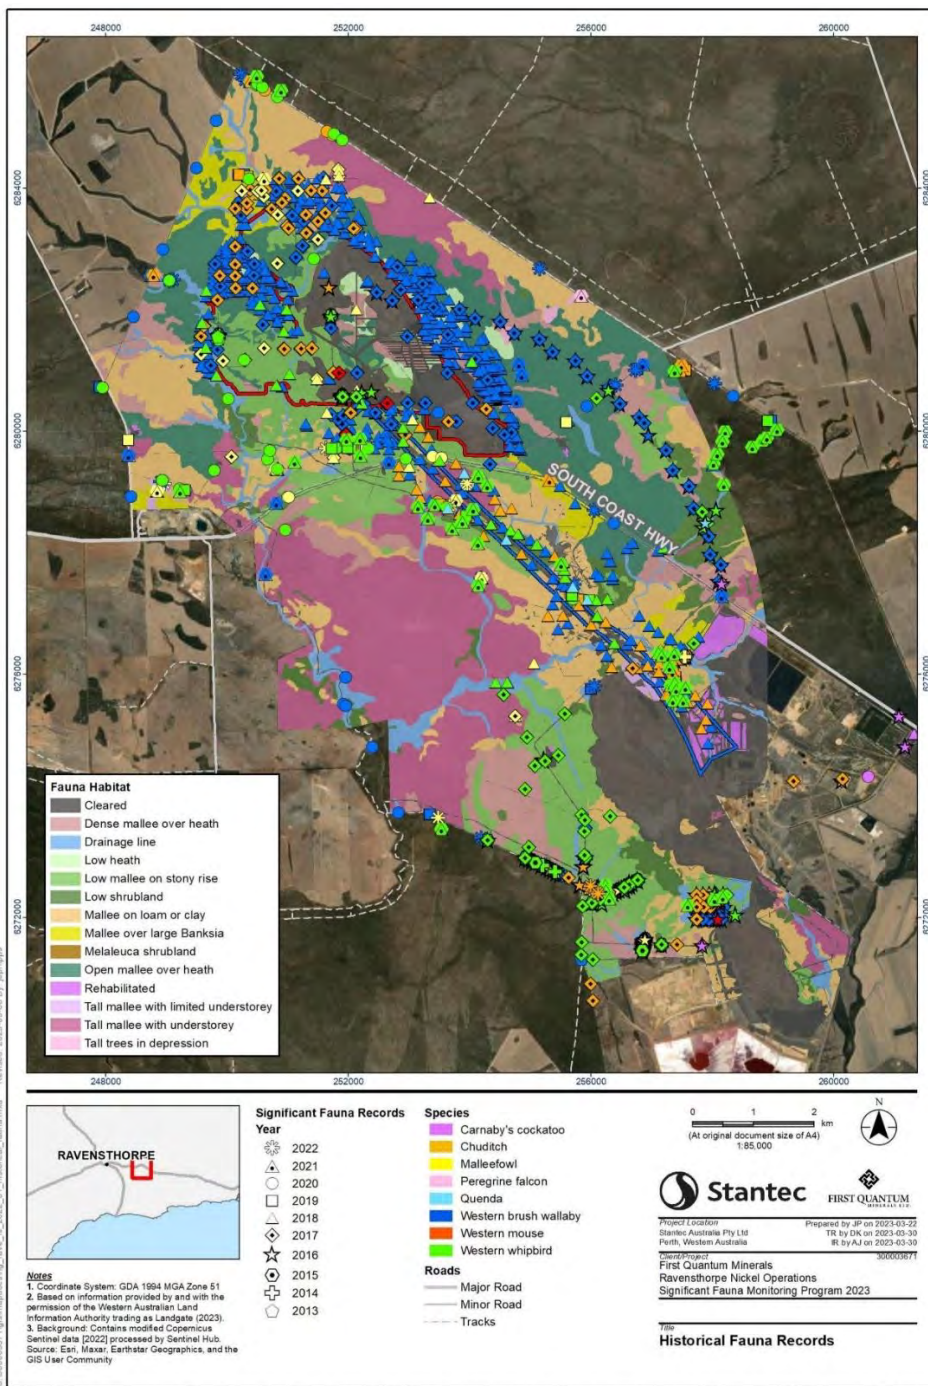 248000
252000
256000
260000
6284000
6284000
6280000
6280000
SOUTH COAST HWY
6276000
6276000
6272000
6272000
Fauna Habitat
Cleared
Dense mallee over heath
Drainage line
Low heath
Low mallee on stony rise
Low shrubland
Mallee on loam or clay
Mallee over large Banksia
Melaleuca shrubland
Open mallee over heath
Rehabilitated
Tall mallee with limited understorey
Tall mallee with understorey
Tall trees in depression
248000
252000
256000
260000
RAVENSTHORPE
Notes
1. Coordinate System: GDA 1994 MGA Zone 51
2. Based on information provided by and with the
permission of the Western Australian Land
Information Authority trading as Landgate (2023).
3. Background: Contains modified Copernicus
Sentinel data [2022] processed by Sentinel Hub.
Source: Esri, Maxar, Earthstar Geographics, and the
GIS User Community
Significant Fauna Records
Year
2022
2021
2020
2019
2018
2017
2016
2015
2014
2013
Species
Carnaby's cockatoo
Chuditch
Malleefowl
Peregrine falcon
Quenda
Western brush wallaby
Western mouse
Western whipbird
Roads
Major Road
Minor Road
Tracks
0 1 2
km
(At original document size of A4)
1:85,000
N
Stantec
FIRST QUANTUM
MINERALS LTD.
Project Location
Stantec Australia Pty Ltd
Perth, Western Australia
Prepared by JP on 2023-03-22
TR by DK on 2023-03-30
IR by AJ on 2023-03-30
Client/Project 300003671
First Quantum Minerals
Ravensthorpe Nickel Operations
Significant Fauna Monitoring Program 2023
Title
Historical Fauna Records